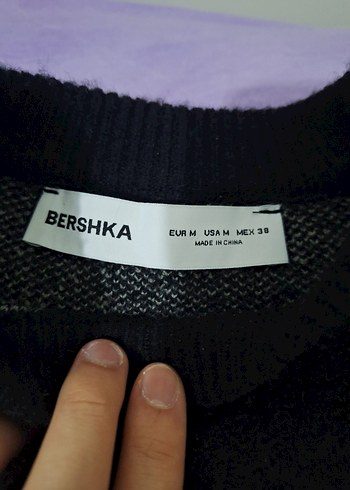 BERSHKA
EUR M USA M MEX 38
MADE IN CHINA